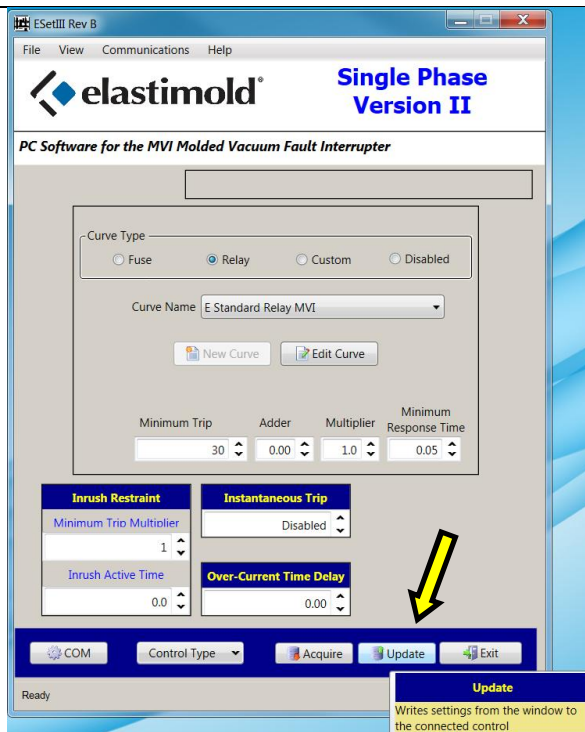 ESetIII Rev B
File View Communications Help
elastimold®
Single Phase
Version II
PC Software for the MVI Molded Vacuum Fault Interrupter
Curve Type
Fuse Relay Custom Disabled
Curve Name E Standard Relay MVI
New Curve Edit Curve
Minimum Trip Adder Multiplier Minimum
Response Time
30 0.00 1.0 0.05
Inrush Restraint
Minimum Trip Multiplier
1
Inrush Active Time
0.0
Instantaneous Trip
Disabled
Over-Current Time Delay
0.00
COM Control Type Acquire Update Exit
Ready
Update
Writes settings from the window to
the connected control